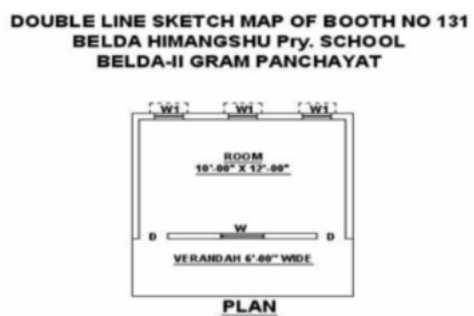 DOUBLE LINE SKETCH MAP OF BOOTH NO 131
BELDA HIMANGSHU Pry. SCHOOL
BELDA-II GRAM PANCHAYAT
W1 W1 W1
ROOM
10'-00" X 12'-00"
D W D
VERANDAH 6'-00" WIDE
PLAN